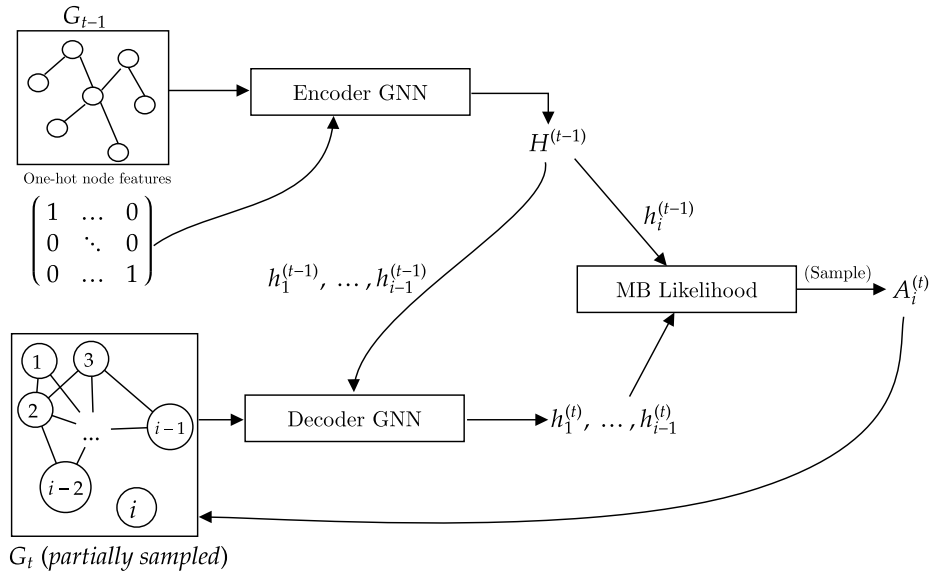 G_{t−1}
Encoder GNN
H^{(t−1)}
One-hot node features
1 … 0
0 ⋱ 0
0 … 1
h_i^{(t−1)}
h_1^{(t−1)}, … , h_{i−1}^{(t−1)}
MB Likelihood
(Sample)
A_i^{(t)}
1
3
2
...
i − 1
i − 2
i
Decoder GNN
h_1^{(t)}, … , h_{i−1}^{(t)}
G_t (partially sampled)